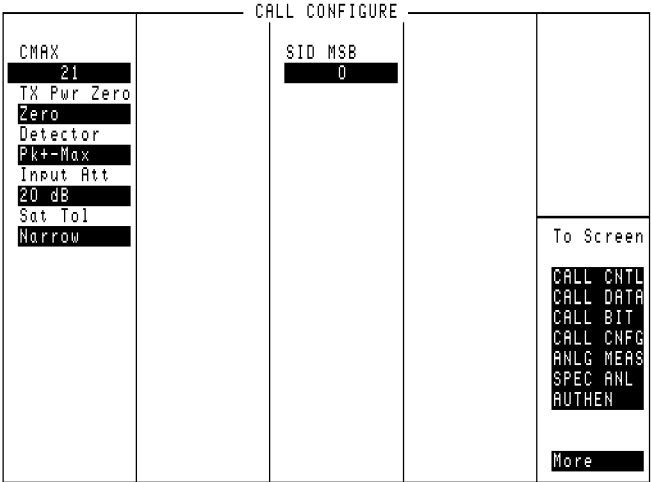 CALL CONFIGURE
CMAX
21
TX Pwr Zero
Zero
Detector
Pk+-Max
Input Att
20 dB
Sat Tol
Narrow
SID MSB
0
To Screen
CALL CNTL
CALL DATA
CALL BIT
CALL CNFG
ANLG MEAS
SPEC ANL
AUTHEN
More